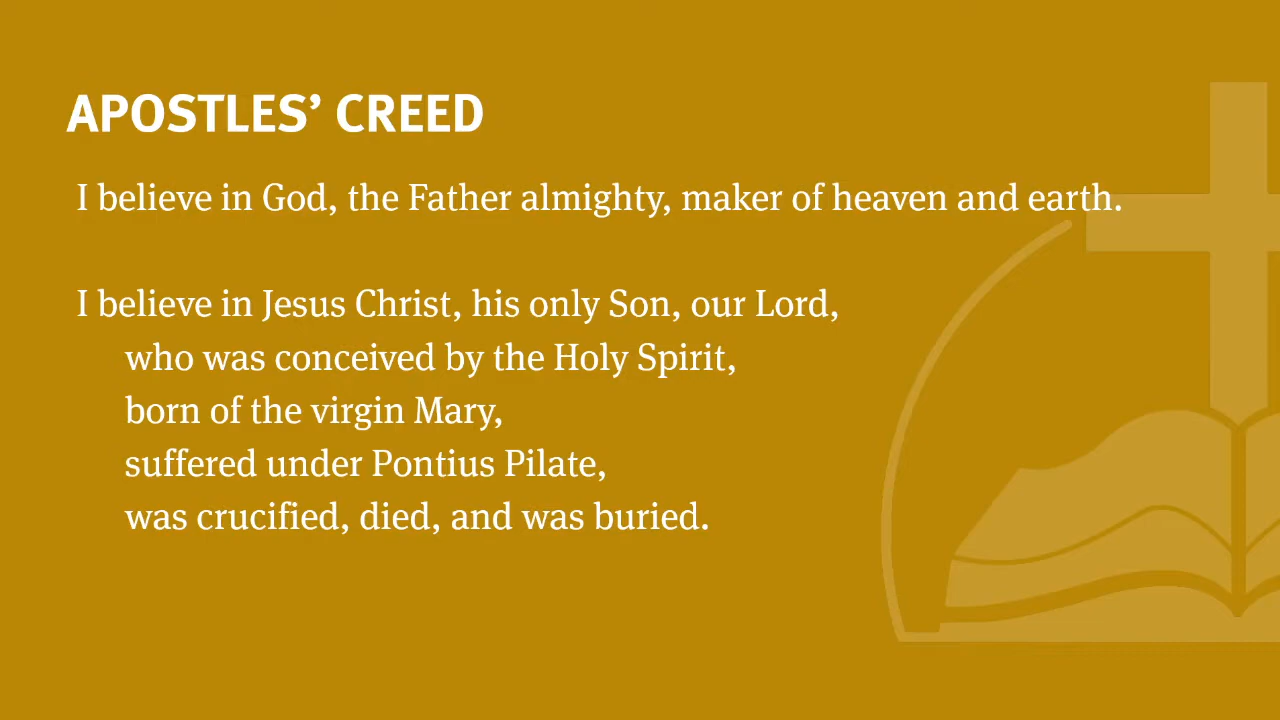 APOSTLES’ CREED
I believe in God, the Father almighty, maker of heaven and earth.
I believe in Jesus Christ, his only Son, our Lord,
who was conceived by the Holy Spirit,
born of the virgin Mary,
suffered under Pontius Pilate,
was crucified, died, and was buried.